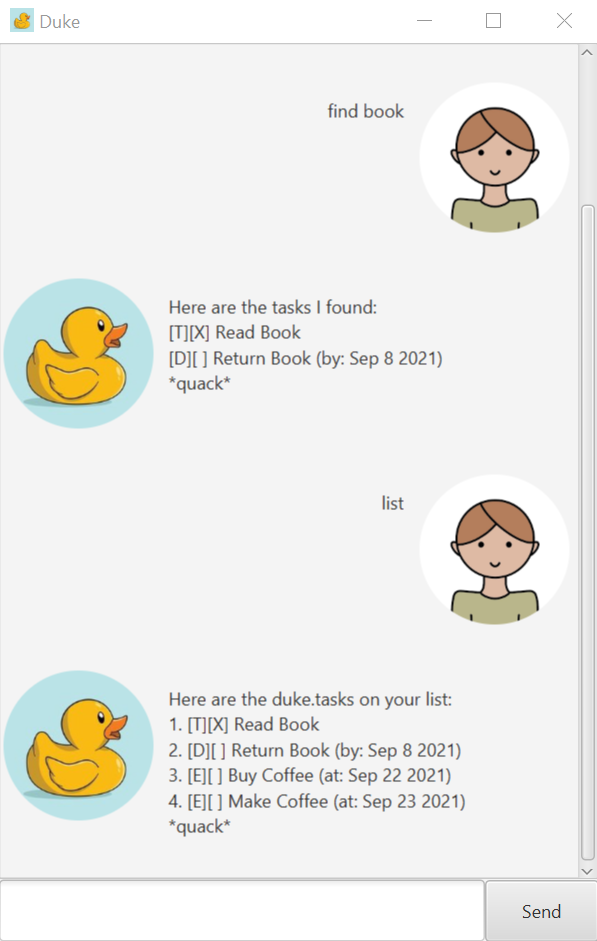 Duke
find book
Here are the tasks I found:
[T][X] Read Book
[D][ ] Return Book (by: Sep 8 2021)
*quack*
list
Here are the duke.tasks on your list:
1. [T][X] Read Book
2. [D][ ] Return Book (by: Sep 8 2021)
3. [E][ ] Buy Coffee (at: Sep 22 2021)
4. [E][ ] Make Coffee (at: Sep 23 2021)
*quack*
Send